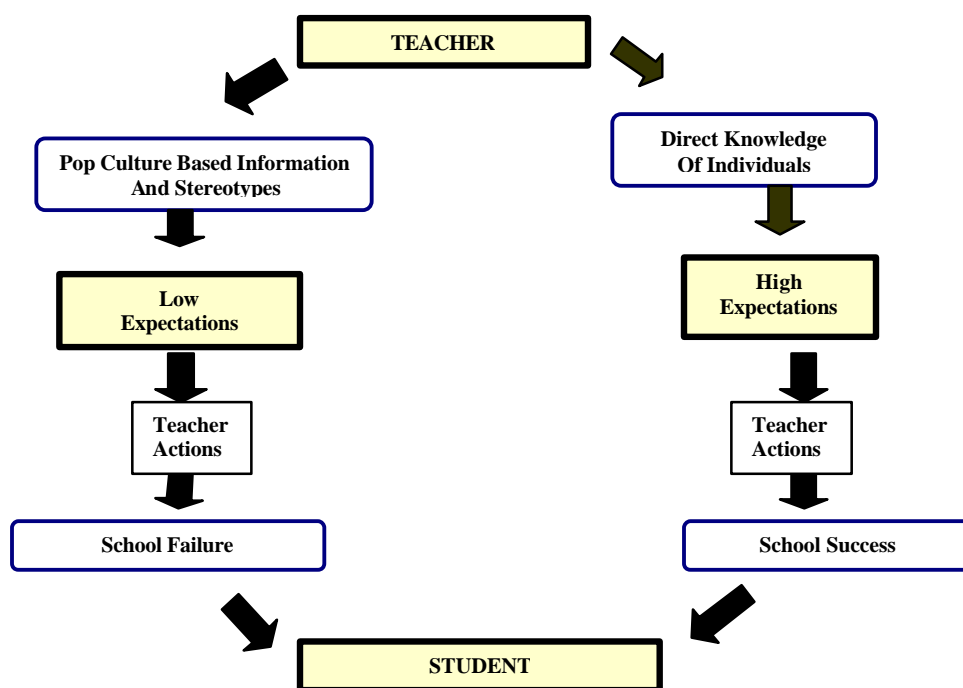 TEACHER
Pop Culture Based Information
And Stereotypes
Direct Knowledge
Of Individuals
Low
Expectations
High
Expectations
Teacher
Actions
Teacher
Actions
School Failure
School Success
STUDENT